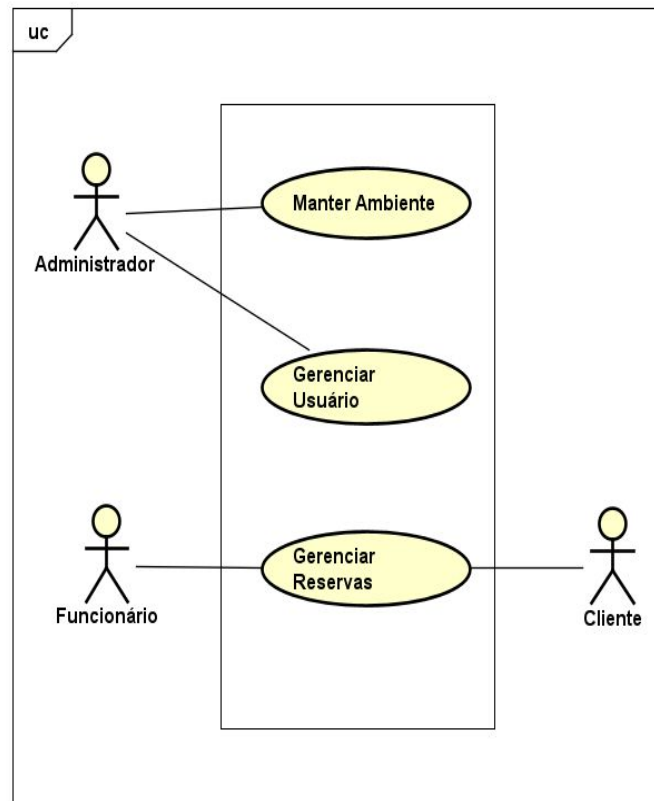 uc
Manter Ambiente
Administrador
Gerenciar
Usuário
Gerenciar
Reservas
Funcionário
Cliente